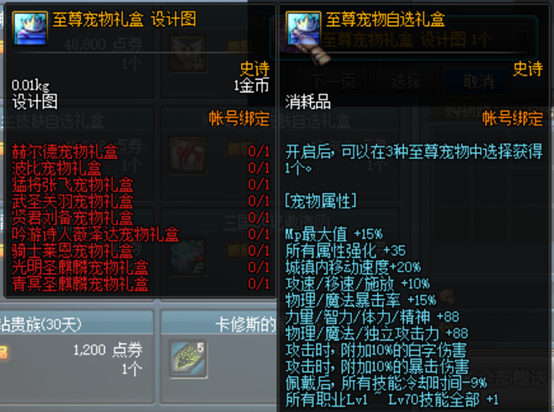 至尊宠物礼盒 设计图
史诗
0.01kg 1金币
设计图
帐号绑定
赫尔德宠物礼盒 0/1
波比宠物礼盒 0/1
猛将张飞宠物礼盒 0/1
武圣关羽宠物礼盒 0/1
贤君刘备宠物礼盒 0/1
吟游诗人薇泽达宠物礼盒 0/1
骑士莱恩宠物礼盒 0/1
光明圣麒麟宠物礼盒 0/1
青冥圣麒麟宠物礼盒 0/1
48,800 点券
1个
钻贵族(30天)
1,200 点券
1个
卡修斯的
5
至尊宠物自选礼盒
至尊宠物礼盒 设计图 1个
下一页 选择 取消
史诗
消耗品
帐号绑定
开启后, 可以在3种至尊宠物中选择获得
1个。
[宠物属性]
Mp最大值 +15%
所有属性强化 +35
城镇内移动速度+20%
攻速/移速/施放 +10%
物理/魔法暴击率 +15%
力量/智力/体力/精神 +88
物理/魔法/独立攻击力 +88
攻击时, 附加10%的白字伤害
攻击时, 附加10%的暴击伤害
佩戴后, 所有技能冷却时间-9%
所有职业Lv1 ~ Lv70技能全部 +1